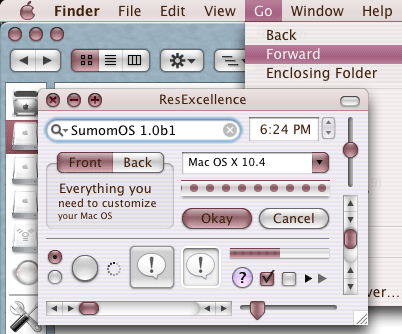 Finder File Edit View Go Window Help
Back
Forward
Enclosing Folder
ResExcellence
SumomOS 1.0b1
6:24 PM
Front Back
Mac OS X 10.4
Everything you
need to customize
your Mac OS
Okay Cancel
?
ver...